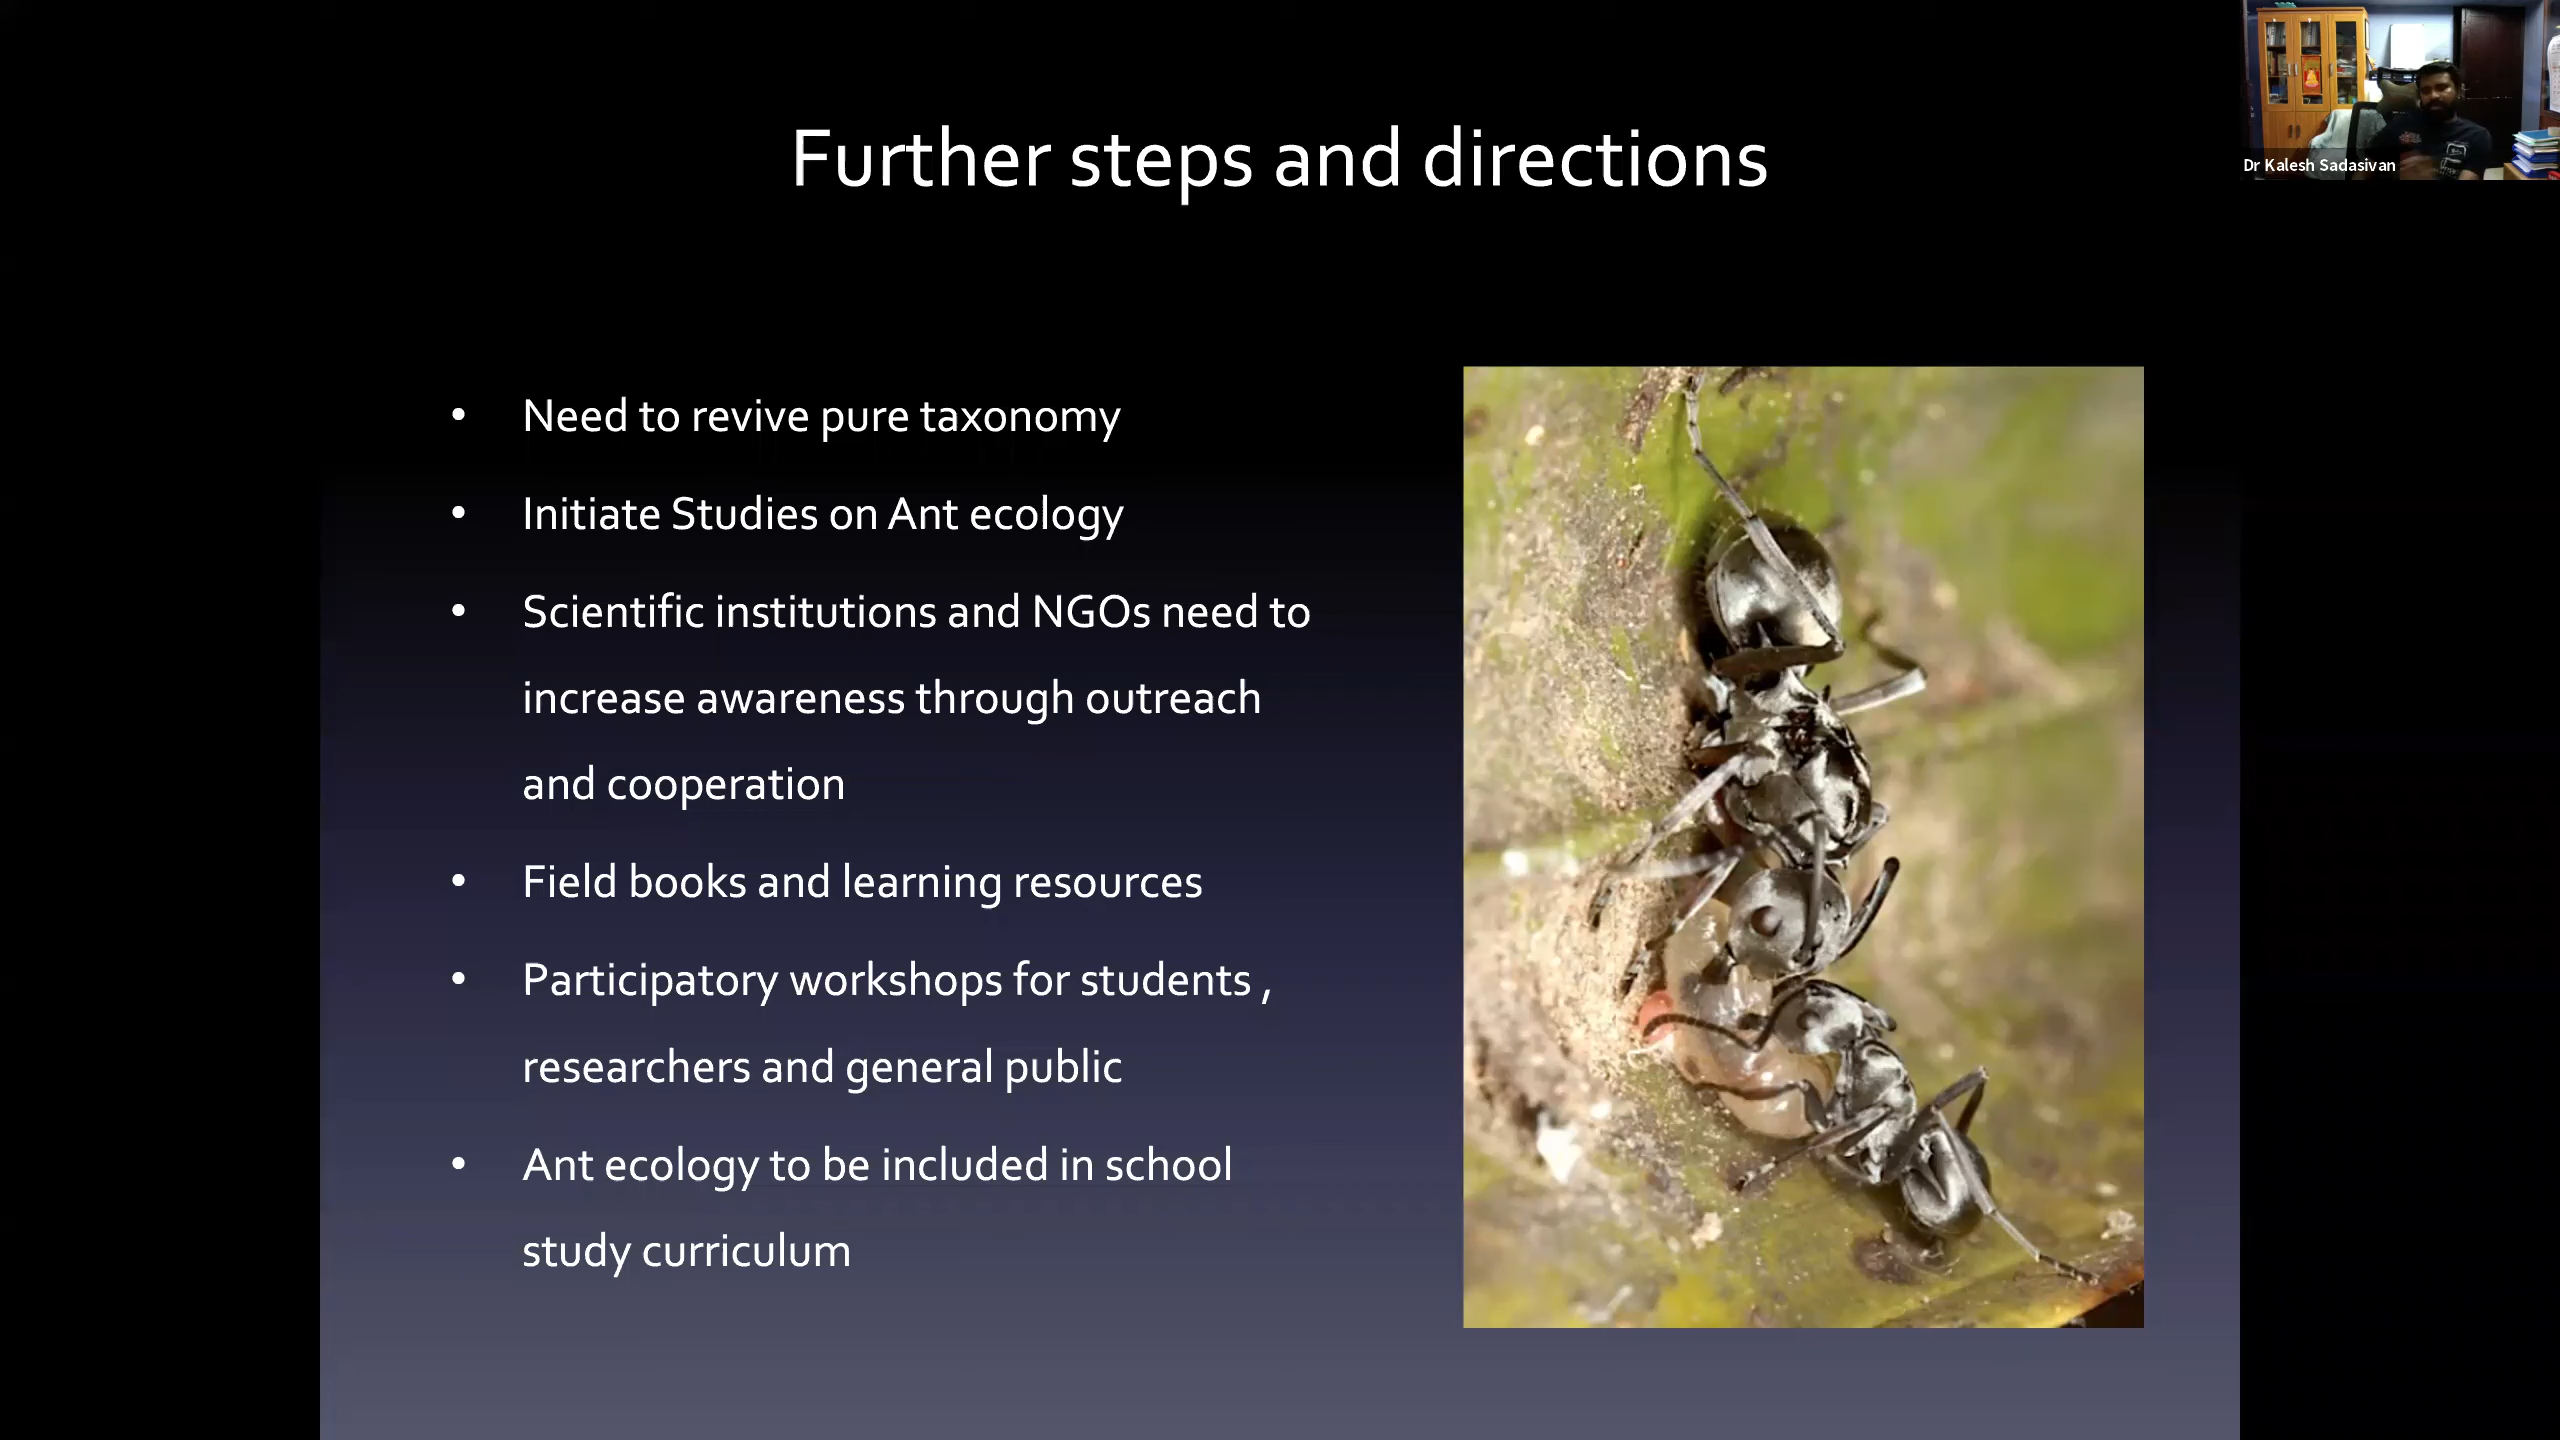 Further steps and directions
Dr Kalesh Sadasivan
• Need to revive pure taxonomy
• Initiate Studies on Ant ecology
• Scientific institutions and NGOs need to
increase awareness through outreach
and cooperation
• Field books and learning resources
• Participatory workshops for students ,
researchers and general public
• Ant ecology to be included in school
study curriculum